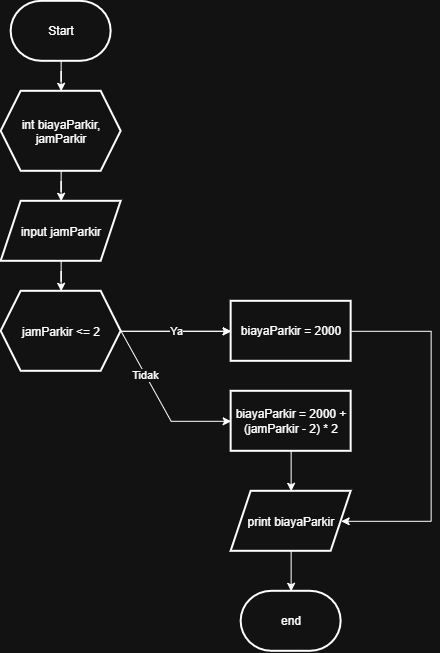 Start
int biayaParkir,
jamParkir
input jamParkir
jamParkir <= 2
Ya
biayaParkir = 2000
Tidak
biayaParkir = 2000 +
(jamParkir - 2) * 2
print biayaParkir
end